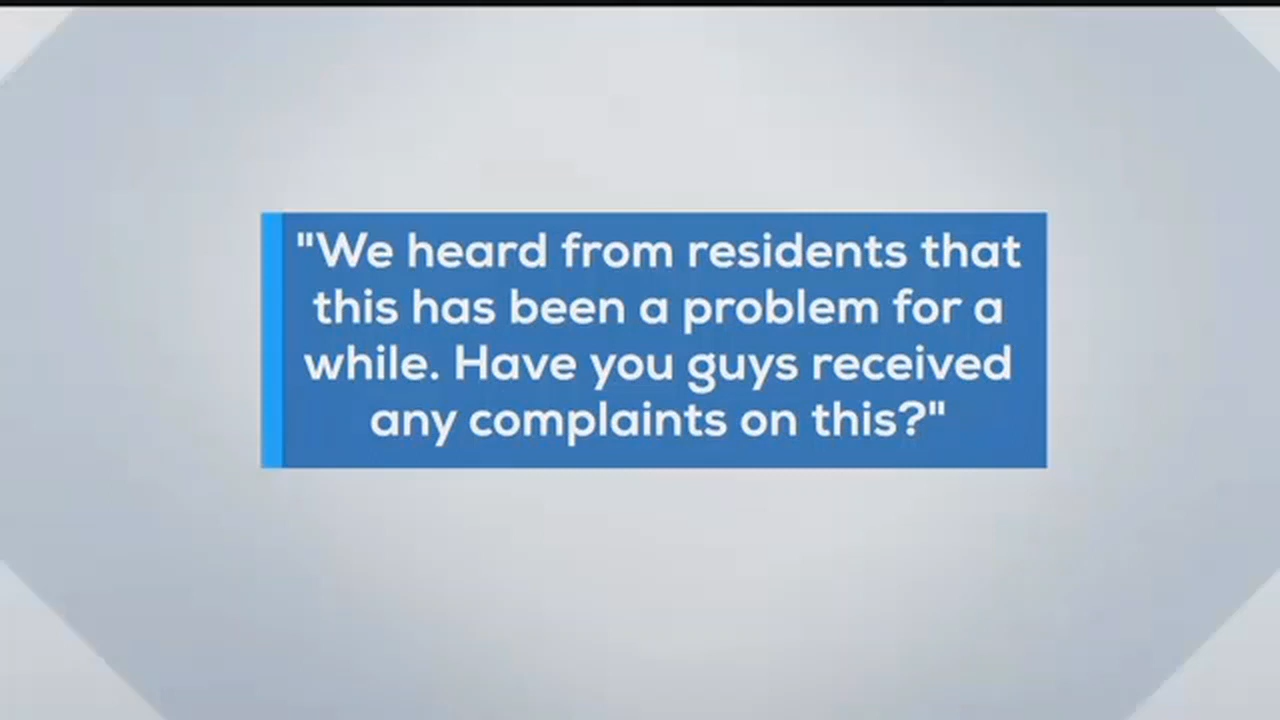 "We heard from residents that
this has been a problem for a
while. Have you guys received
any complaints on this?"